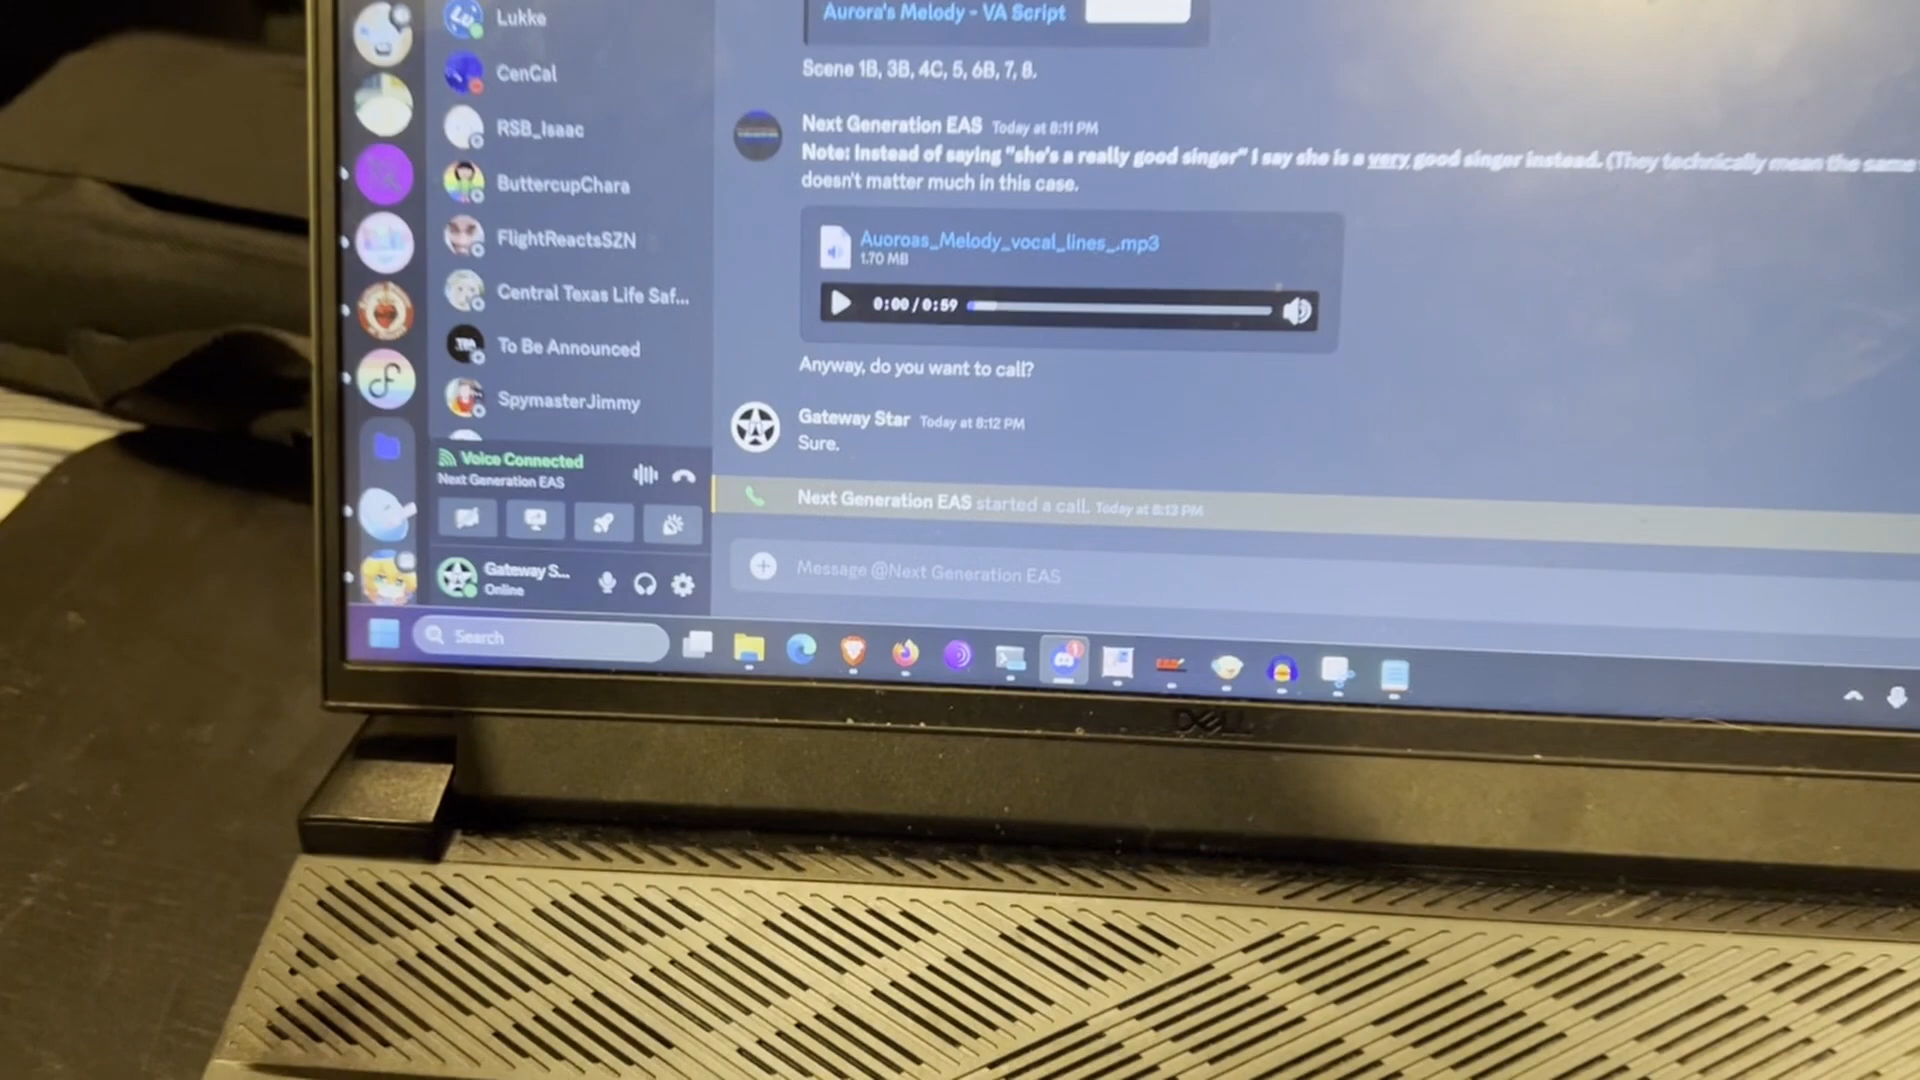 Lukke
CenCal
RSB_Isaac
ButtercupChara
FlightReactsSZN
Central Texas Life Saf...
To Be Announced
SpymasterJimmy
Voice Connected
Next Generation EAS
Gateway S...
Online
Aurora's Melody - VA Script
Scene 1B, 3B, 4C, 5, 6B, 7, 8.
Next Generation EAS Today at 8:11 PM
Note: Instead of saying "she's a really good singer" I say she is a very good singer instead. (They technically mean the same
doesn't matter much in this case.
Auoroas_Melody_vocal_lines_.mp3
1.70 MB
0:00 / 0:59
Anyway, do you want to call?
Gateway Star Today at 8:12 PM
Sure.
Next Generation EAS started a call. Today at 8:13 PM
Message @Next Generation EAS
Search
1
DELL